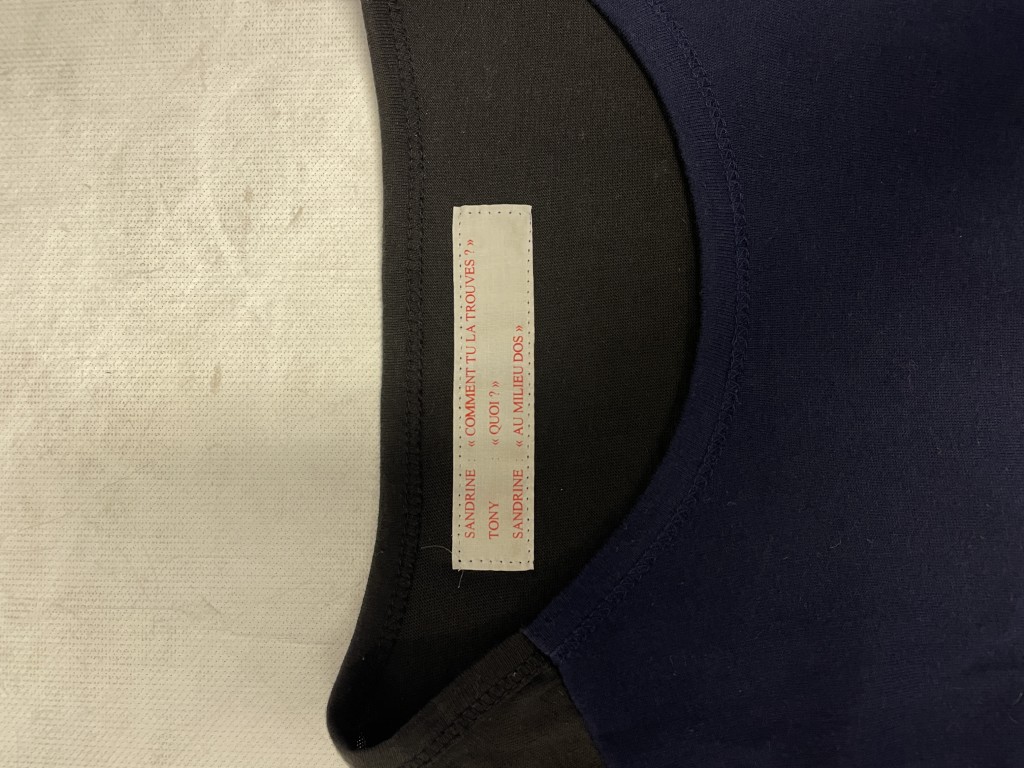 SANDRINE « COMMENT TU LA TROUVES ? »
TONY « QUOI ? »
SANDRINE « AU MILIEU DOS »